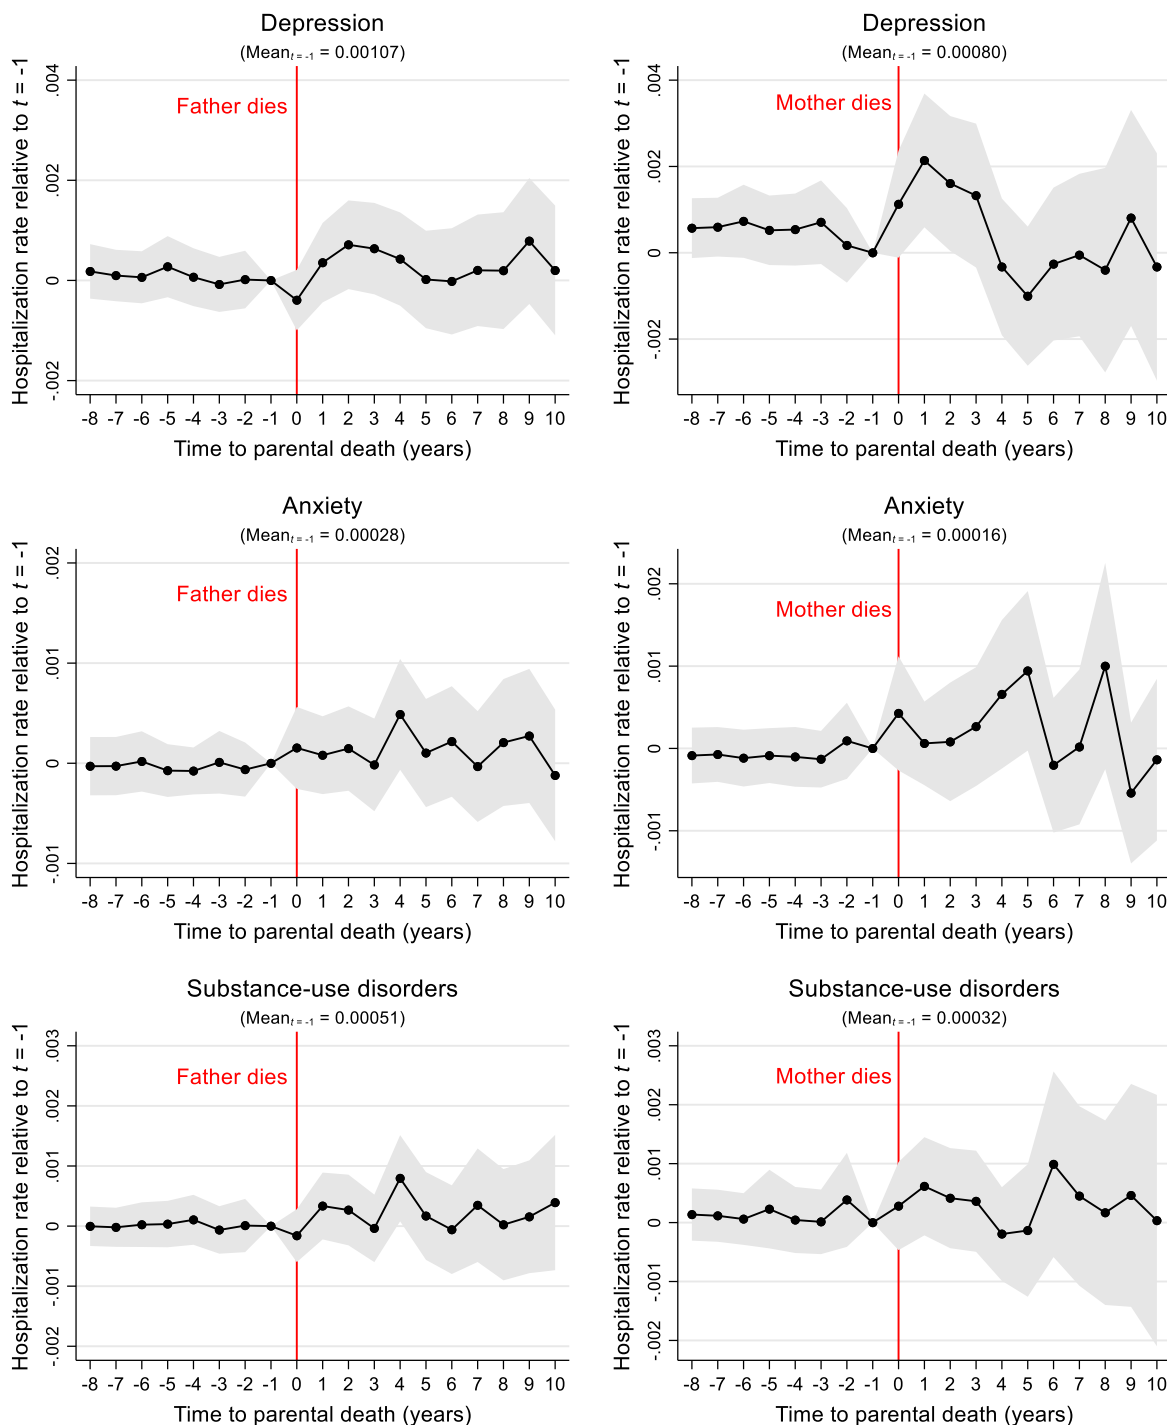 Depression
(Mean t = -1 = 0.00107)
Hospitalization rate relative to t = -1
.004
.002
0
-.002
Father dies
-8 -7 -6 -5 -4 -3 -2 -1 0 1 2 3 4 5 6 7 8 9 10
Time to parental death (years)
Depression
(Mean t = -1 = 0.00080)
Hospitalization rate relative to t = -1
.004
.002
0
-.002
Mother dies
-8 -7 -6 -5 -4 -3 -2 -1 0 1 2 3 4 5 6 7 8 9 10
Time to parental death (years)
Anxiety
(Mean t = -1 = 0.00028)
Hospitalization rate relative to t = -1
.002
.001
0
-.001
Father dies
-8 -7 -6 -5 -4 -3 -2 -1 0 1 2 3 4 5 6 7 8 9 10
Time to parental death (years)
Anxiety
(Mean t = -1 = 0.00016)
Hospitalization rate relative to t = -1
.002
.001
0
-.001
Mother dies
-8 -7 -6 -5 -4 -3 -2 -1 0 1 2 3 4 5 6 7 8 9 10
Time to parental death (years)
Substance-use disorders
(Mean t = -1 = 0.00051)
Hospitalization rate relative to t = -1
.003
.002
.001
0
-.001
-.002
Father dies
-8 -7 -6 -5 -4 -3 -2 -1 0 1 2 3 4 5 6 7 8 9 10
Time to parental death (years)
Substance-use disorders
(Mean t = -1 = 0.00032)
Hospitalization rate relative to t = -1
.003
.002
.001
0
-.001
-.002
Mother dies
-8 -7 -6 -5 -4 -3 -2 -1 0 1 2 3 4 5 6 7 8 9 10
Time to parental death (years)